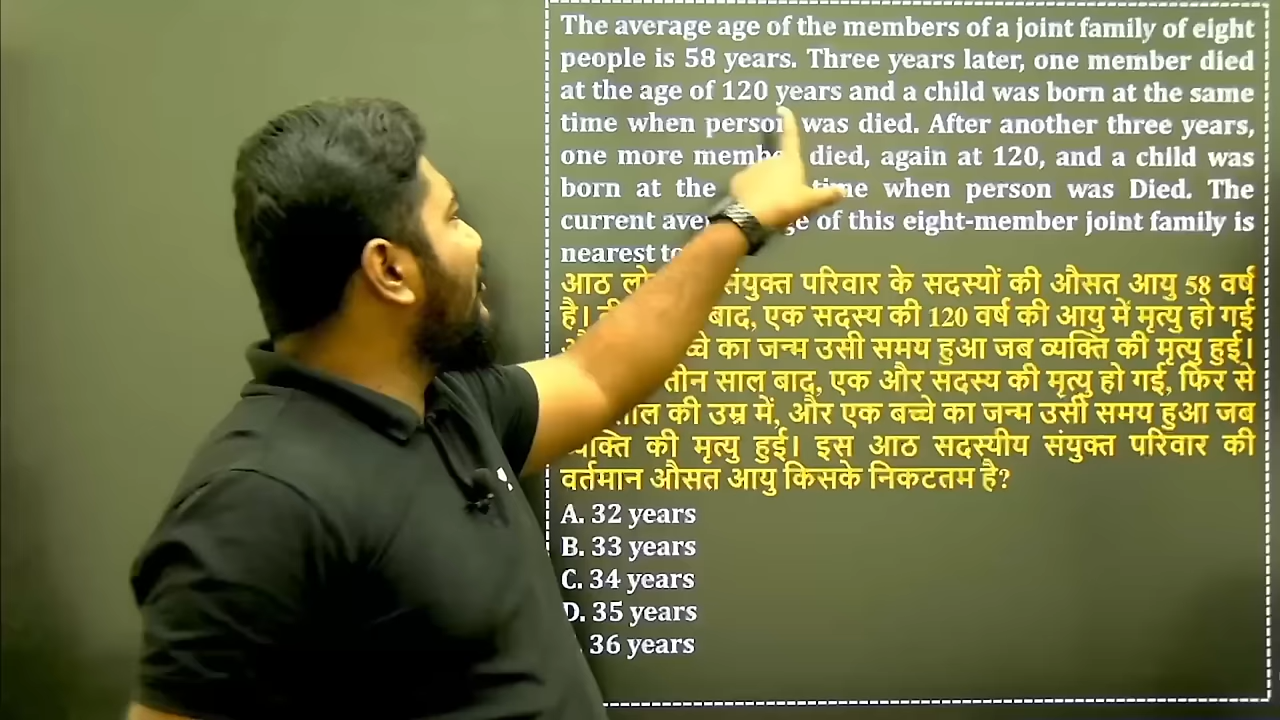 The average age of the members of a joint family of eight
people is 58 years. Three years later, one member died
at the age of 120 years and a child was born at the same
time when person was died. After another three years,
one more member died, again at 120, and a child was
born at the time when person was Died. The
current age of this eight-member joint family is
nearest to
आठ संयुक्त परिवार के सदस्यों की औसत आयु 58 वर्ष
है। बाद, एक सदस्य की 120 वर्ष की आयु में मृत्यु हो गई
का जन्म उसी समय हुआ जब व्यक्ति की मृत्यु हुई।
तीन साल बाद, एक और सदस्य की मृत्यु हो गई, फिर से
साल की उम्र में, और एक बच्चे का जन्म उसी समय हुआ जब
व्यक्ति की मृत्यु हुई। इस आठ सदस्यीय संयुक्त परिवार की
वर्तमान औसत आयु किसके निकटतम है?
A. 32 years
B. 33 years
C. 34 years
D. 35 years
36 years